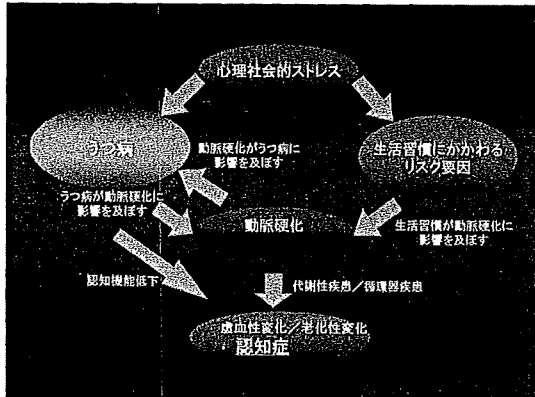 心理社会的ストレス
うつ病
動脈硬化がうつ病に
影響を及ぼす
生活習慣にかかわる
リスク要因
うつ病が動脈硬化に
影響を及ぼす
動脈硬化
生活習慣が動脈硬化に
影響を及ぼす
認知機能低下
代謝性疾患/循環器疾患
虚血性変化/老化性変化
認知症